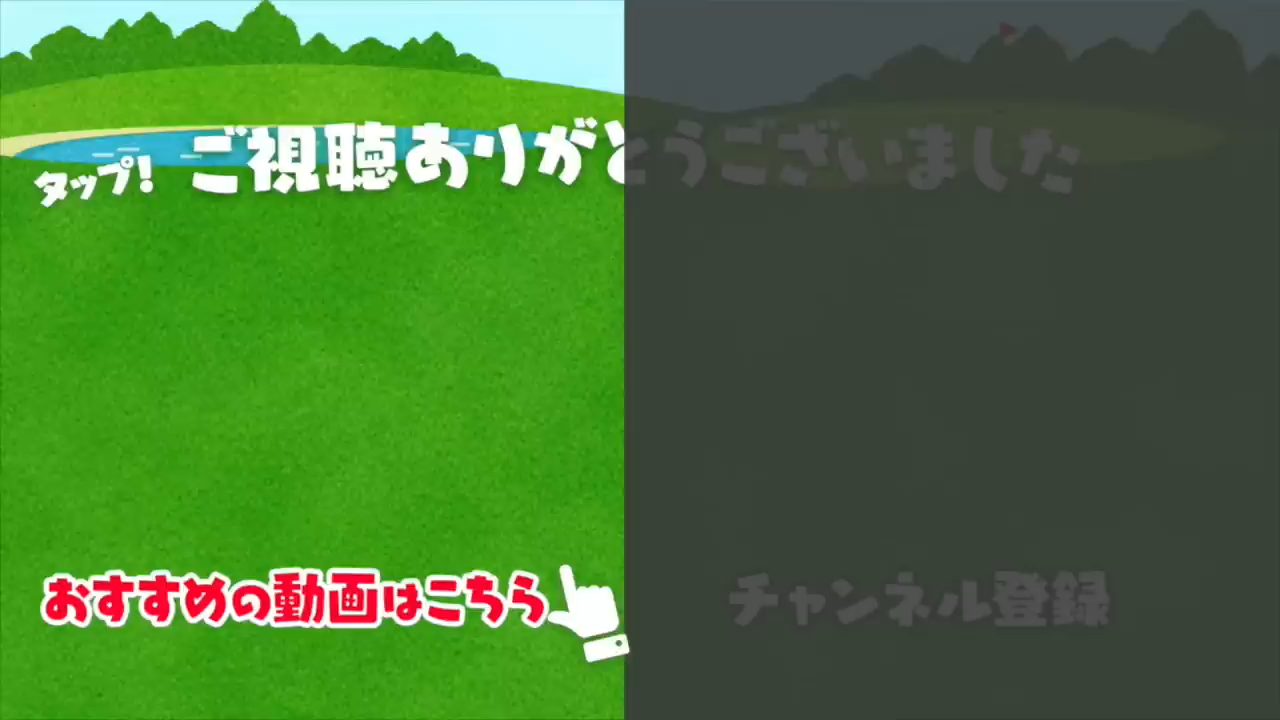 ご視聴ありがとうございました
タップ!
おすすめの動画はこちら
チャンネル登録